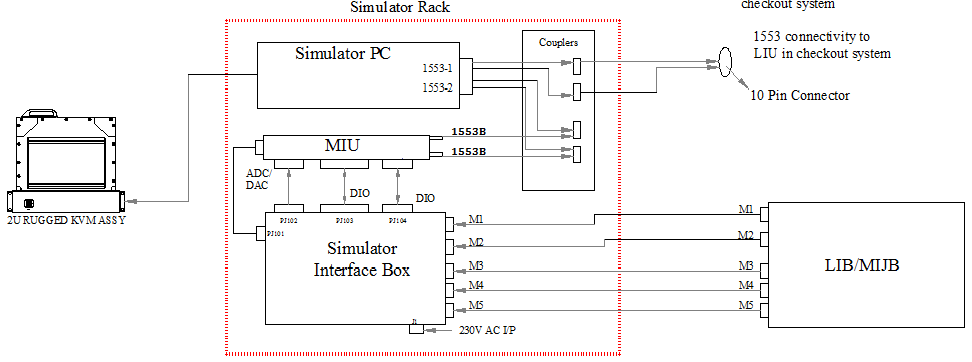 Simulator Rack
checkout system
Simulator PC
1553-1
1553-2
Couplers
1553 connectivity to
LIU in checkout system
10 Pin Connector
MIU
1553B
1553B
ADC/
DAC
DIO
DIO
2U RUGGED KVM ASSY
PJ101
PJ102
PJ103
PJ104
Simulator
Interface Box
M1
M2
M3
M4
M5
M1
M2
M3
M4
M5
LIB/MIJB
J1
230V AC I/P